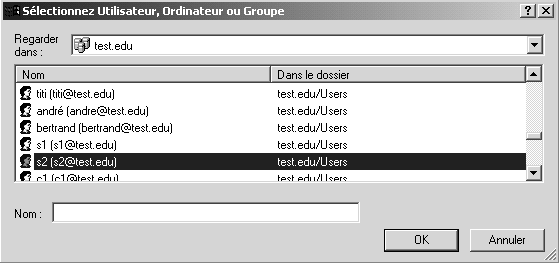 Sélectionnez Utilisateur, Ordinateur ou Groupe
Regarder dans : test.edu
Nom Dans le dossier
titi (titi@test.edu) test.edu/Users
andré (andre@test.edu) test.edu/Users
bertrand (bertrand@test.edu) test.edu/Users
s1 (s1@test.edu) test.edu/Users
s2 (s2@test.edu) test.edu/Users
c1 (c1@test.edu) test.edu/Users
Nom :
OK Annuler